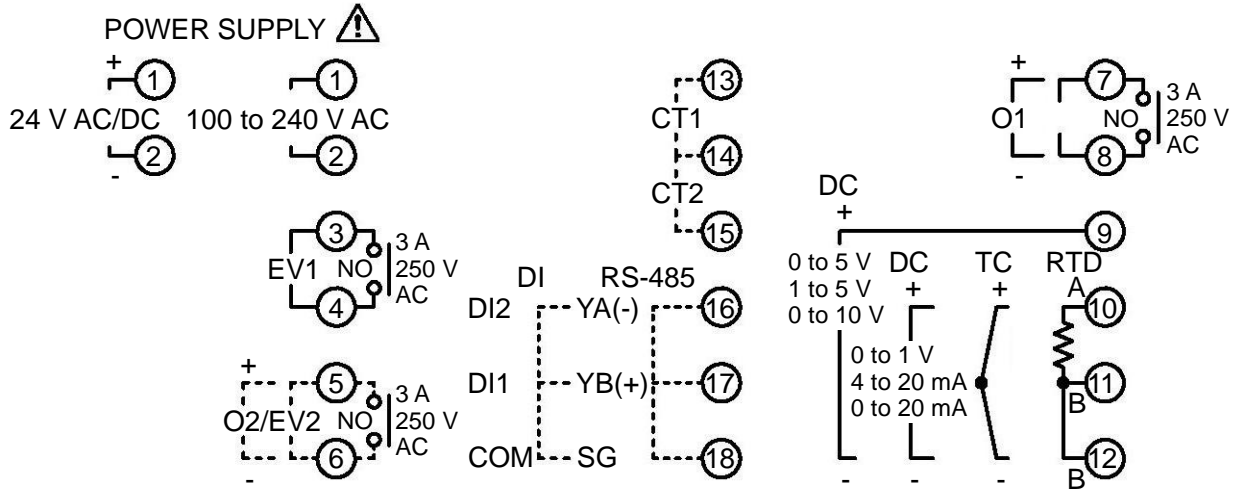 POWER SUPPLY
+
1
24 V AC/DC
2
-
1
100 to 240 V AC
2
3
EV1
NO
3 A
250 V
AC
4
+
5
O2/EV2
NO
3 A
250 V
AC
6
-
13
CT1
14
CT2
15
DI
RS-485
DI2
YA(-)
16
DI1
YB(+)
17
COM
SG
18
+
O1
-
7
NO
3 A
250 V
AC
8
DC
+
9
0 to 5 V
1 to 5 V
0 to 10 V
-
DC
+
0 to 1 V
4 to 20 mA
0 to 20 mA
-
TC
+
-
RTD
A
10
11
B
12
B